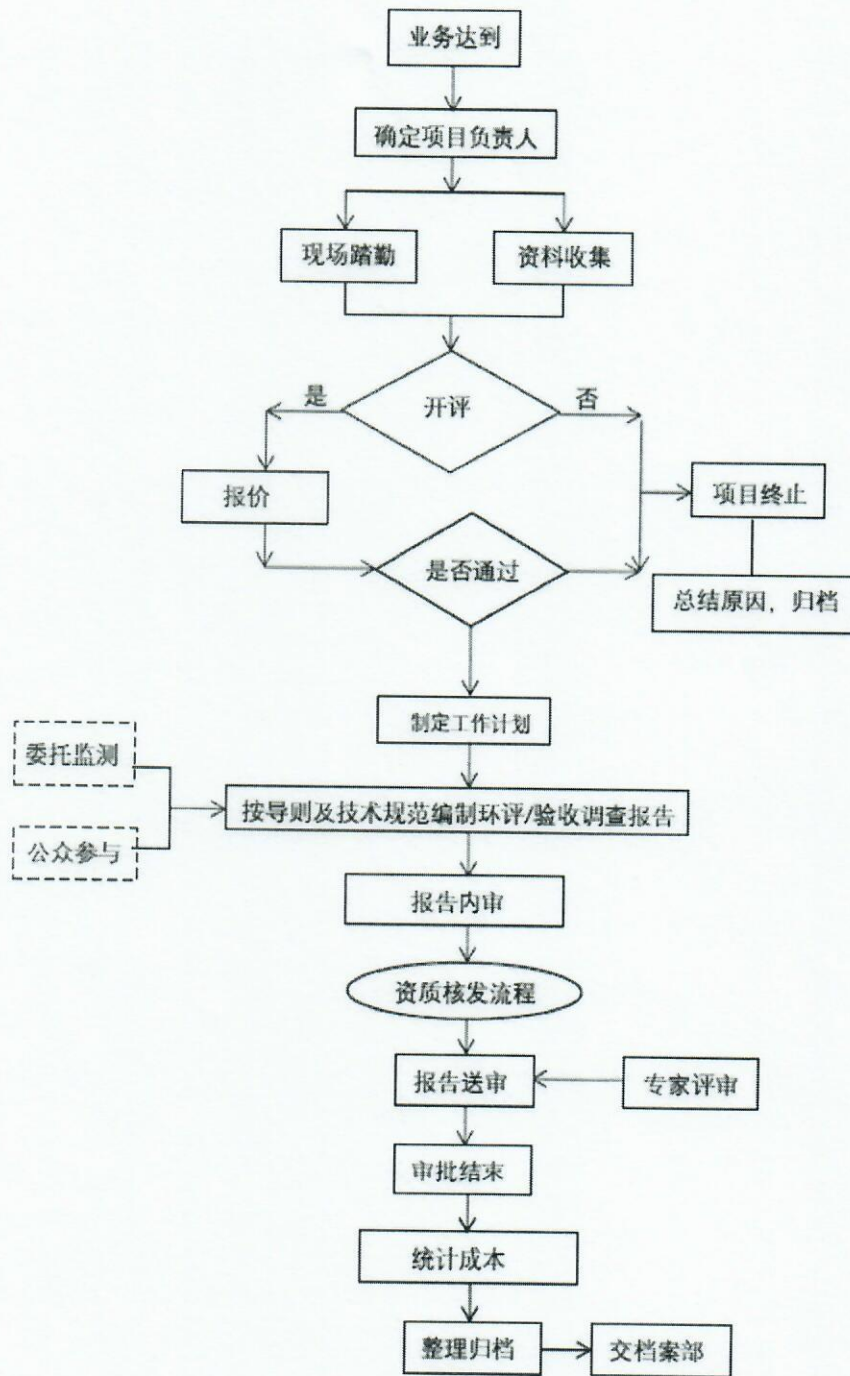 业务达到
确定项目负责人
现场踏勤
资料收集
开评
是
否
报价
项目终止
是否通过
总结原因，归档
制定工作计划
委托监测
按导则及技术规范编制环评/验收调查报告
公众参与
报告内审
资质核发流程
报告送审
专家评审
审批结束
统计成本
整理归档
交档案部